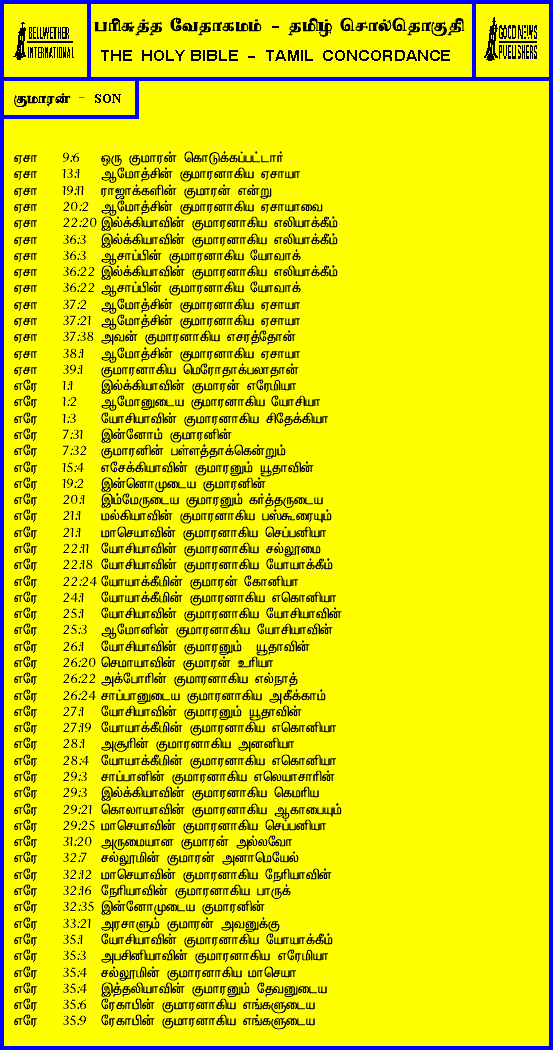 BELLWETHER
INTERNATIONAL
பரிசுத்த வேதாகமம் - தமிழ் சொல்தொகுதி
THE HOLY BIBLE - TAMIL CONCORDANCE
GOOD NEWS
PUBLISHERS
குமாரன் - SON
ஏசா 9:6 ஒரு குமாரன் கொடுக்கப்பட்டார்
ஏசா 13:1 ஆமோத்சின் குமாரனாகிய ஏசாயா
ஏசா 19:11 ராஜாக்களின் குமாரன் என்று
ஏசா 20:2 ஆமோத்சின் குமாரனாகிய ஏசாயாவை
ஏசா 22:20 இல்க்கியாவின் குமாரனாகிய எலியாக்கீம்
ஏசா 36:3 இல்க்கியாவின் குமாரனாகிய எலியாக்கீம்
ஏசா 36:3 ஆசாப்பின் குமாரனாகிய யோவாக்
ஏசா 36:22 இல்க்கியாவின் குமாரனாகிய எலியாக்கீம்
ஏசா 36:22 ஆசாப்பின் குமாரனாகிய யோவாக்
ஏசா 37:2 ஆமோத்சின் குமாரனாகிய ஏசாயா
ஏசா 37:21 ஆமோத்சின் குமாரனாகிய ஏசாயா
ஏசா 37:38 அவன் குமாரனாகிய எசரத்தோன்
ஏசா 38:1 ஆமோத்சின் குமாரனாகிய ஏசாயா
ஏசா 39:1 குமாரனாகிய மெரோதாக்பலாதான்
எரே 1:1 இல்க்கியாவின் குமாரன் எரேமியா
எரே 1:2 ஆமோனுடைய குமாரனாகிய யோசியா
எரே 1:3 யோசியாவின் குமாரனாகிய சிதேக்கியா
எரே 7:31 இன்னோம் குமாரனின்
எரே 7:32 குமாரனின் பள்ளத்தாக்கென்றும்
எரே 15:4 எசேக்கியாவின் குமாரனும் யூதாவின்
எரே 19:2 இன்னொமுடைய குமாரனின்
எரே 20:1 இம்மேருடைய குமாரனும் கர்த்தருடைய
எரே 21:1 மல்கியாவின் குமாரனாகிய பஸ்கூரையும்
எரே 21:1 மாசெயாவின் குமாரனாகிய செப்பனியா
எரே 22:11 யோசியாவின் குமாரனாகிய சல்லூமை
எரே 22:18 யோசியாவின் குமாரனாகிய யோயாக்கீம்
எரே 22:24 யோயாக்கீமின் குமாரன் கோனியா
எரே 24:1 யோயாக்கீமின் குமாரனாகிய எகொனியா
எரே 25:1 யோசியாவின் குமாரனாகிய யோசியாவின்
எரே 25:3 ஆமோனின் குமாரனாகிய யோசியாவின்
எரே 26:1 யோசியாவின் குமாரனும் யூதாவின்
எரே 26:20 செமாயாவின் குமாரன் உரியா
எரே 26:22 அக்போரின் குமாரனாகிய எல்நாத்
எரே 26:24 சாப்பானுடைய குமாரனாகிய அகீக்காம்
எரே 27:1 யோசியாவின் குமாரனும் யூதாவின்
எரே 27:19 யோயாக்கீமின் குமாரனாகிய எகொனியா
எரே 28:1 அசூரின் குமாரனாகிய அனனியா
எரே 28:4 யோயாக்கீமின் குமாரனாகிய எகொனியா
எரே 29:3 சாப்பானின் குமாரனாகிய எலெயாசாரின்
எரே 29:3 இல்க்கியாவின் குமாரனாகிய கெமரிய
எரே 29:21 கொலாயாவின் குமாரனாகிய ஆகாபையும்
எரே 29:25 மாசெயாவின் குமாரனாகிய செப்பனியா
எரே 31:20 அருமையான குமாரன் அல்லவோ
எரே 32:7 சல்லூமின் குமாரன் அனாமெயேல்
எரே 32:12 மாசெயாவின் குமாரனாகிய நேரியாவின்
எரே 32:16 நேரியாவின் குமாரனாகிய பாருக்
எரே 32:35 இன்னோமுடைய குமாரனின்
எரே 33:21 அரசாளும் குமாரன் அவனுக்கு
எரே 35:1 யோசியாவின் குமாரனாகிய யோயாக்கீம்
எரே 35:3 அபசினியாவின் குமாரனாகிய எரேமியா
எரே 35:4 சல்லூமின் குமாரனாகிய மாசெயா
எரே 35:4 இத்தலியாவின் குமாரனும் தேவனுடைய
எரே 35:6 ரேகாபின் குமாரனாகிய எங்களுடைய
எரே 35:9 ரேகாபின் குமாரனாகிய எங்களுடைய